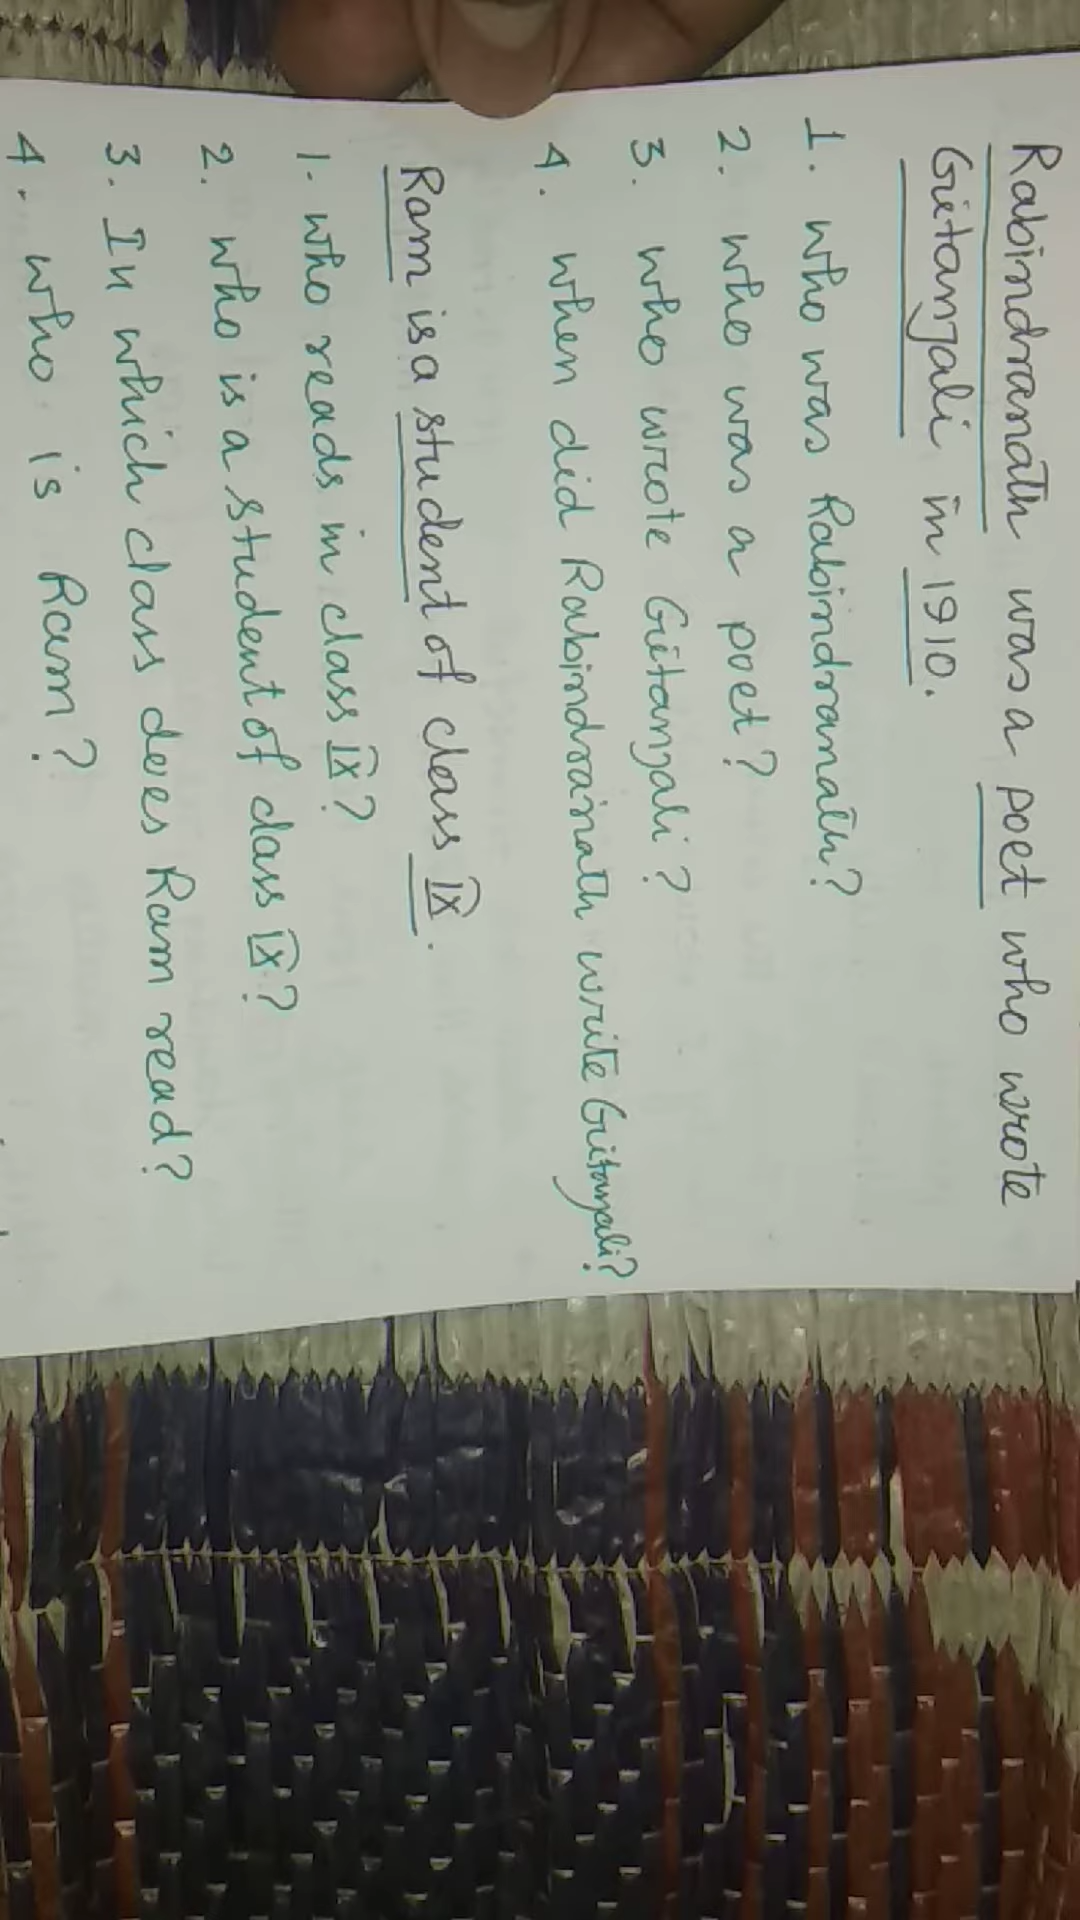 Rabindranath was a poet who wrote
Gitanjali in 1910.
1. who was Rabindranath?
2. who was a poet?
3. who wrote Gitanjali?
4. when did Rabindranath write Gitanjali?
Ram is a student of class IX.
1. who reads in class IX?
2. who is a student of class IX?
3. In which class does Ram read?
4. who is Ram?